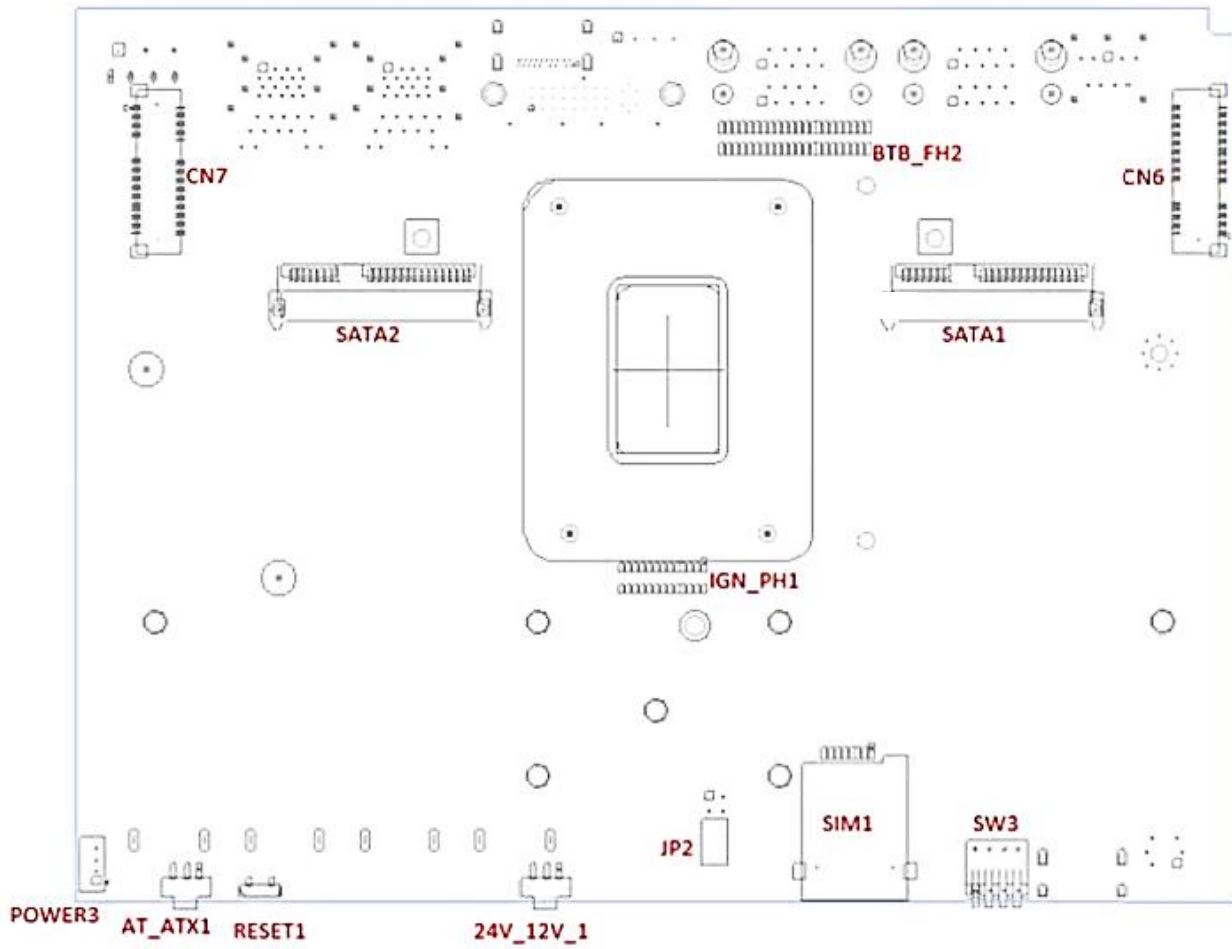 BTB_FH2
CN7
CN6
SATA2
SATA1
IGN_PH1
SIM1
SW3
JP2
POWER3
AT_ATX1
RESET1
24V_12V_1